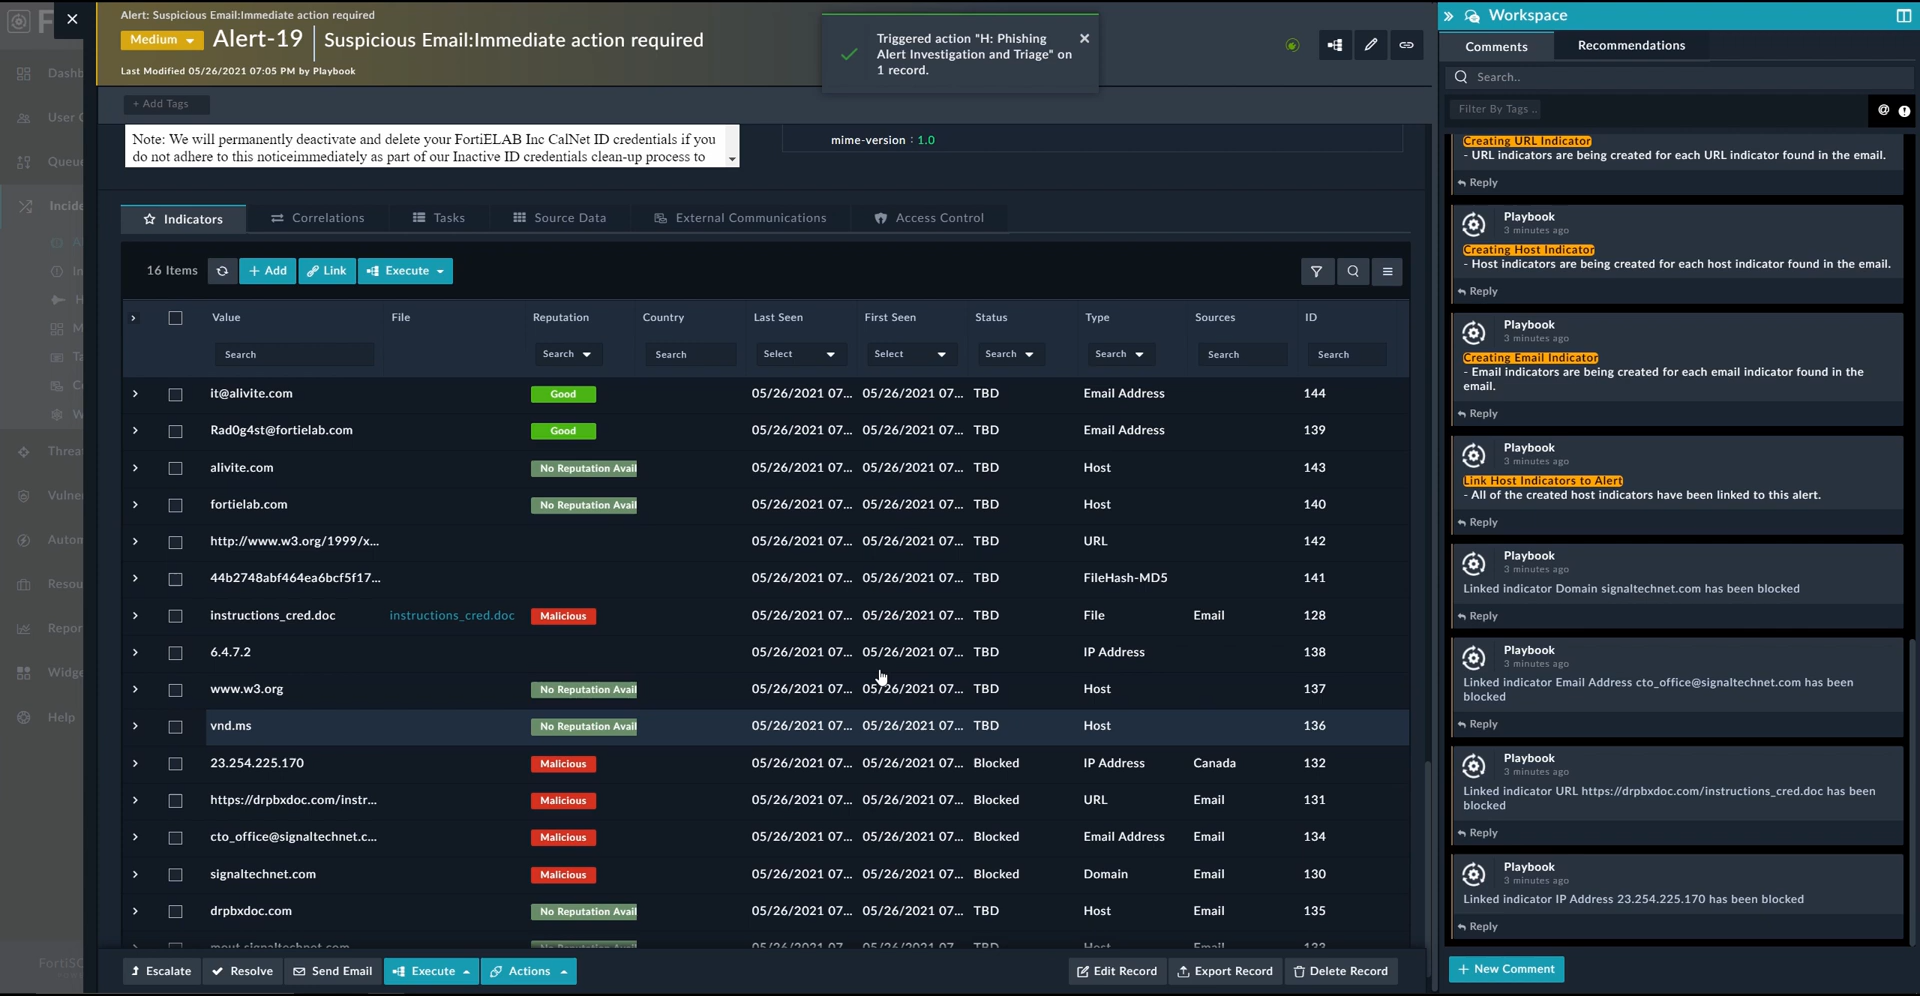 Alert: Suspicious Email:Immediate action required
Medium
Alert-19
Suspicious Email:Immediate action required
Last Modified 05/26/2021 07:05 PM by Playbook
Triggered action "H: Phishing
Alert Investigation and Triage" on
1 record.
+ Add Tags
Note: We will permanently deactivate and delete your FortiELAB Inc CalNet ID credentials if you
do not adhere to this noticeimmediately as part of our Inactive ID credentials clean-up process to
mime-version : 1.0
Indicators
Correlations
Tasks
Source Data
External Communications
Access Control
16 Items
+ Add
Link
Execute
Value File Reputation Country Last Seen First Seen Status Type Sources ID
Search Search Search Select Select Search Search Search Search
it@alivite.com Good 05/26/2021 07... 05/26/2021 07... TBD Email Address 144
Rad0g4st@fortielab.com Good 05/26/2021 07... 05/26/2021 07... TBD Email Address 139
alivite.com No Reputation Avail 05/26/2021 07... 05/26/2021 07... TBD Host 143
fortielab.com No Reputation Avail 05/26/2021 07... 05/26/2021 07... TBD Host 140
http://www.w3.org/1999/x... 05/26/2021 07... 05/26/2021 07... TBD URL 142
44b2748abf464ea6bcf5f17... 05/26/2021 07... 05/26/2021 07... TBD FileHash-MD5 141
instructions_cred.doc instructions_cred.doc Malicious 05/26/2021 07... 05/26/2021 07... TBD File Email 128
6.4.7.2 05/26/2021 07... 05/26/2021 07... TBD IP Address 138
www.w3.org No Reputation Avail 05/26/2021 07... 05/26/2021 07... TBD Host 137
vnd.ms No Reputation Avail 05/26/2021 07... 05/26/2021 07... TBD Host 136
23.254.225.170 Malicious 05/26/2021 07... 05/26/2021 07... Blocked IP Address Canada 132
https://drpbxdoc.com/instr... Malicious 05/26/2021 07... 05/26/2021 07... Blocked URL Email 131
cto_office@signaltechnet.c... Malicious 05/26/2021 07... 05/26/2021 07... Blocked Email Address Email 134
signaltechnet.com Malicious 05/26/2021 07... 05/26/2021 07... Blocked Domain Email 130
drpbxdoc.com No Reputation Avail 05/26/2021 07... 05/26/2021 07... TBD Host Email 135
Escalate
Resolve
Send Email
Execute
Actions
Edit Record
Export Record
Delete Record
Workspace
Comments
Recommendations
Search..
Filter By Tags ..
Creating URL Indicator
- URL indicators are being created for each URL indicator found in the email.
Reply
Playbook
3 minutes ago
Creating Host Indicator
- Host indicators are being created for each host indicator found in the email.
Reply
Playbook
3 minutes ago
Creating Email Indicator
- Email indicators are being created for each email indicator found in the
email.
Reply
Playbook
3 minutes ago
Link Host Indicators to Alert
- All of the created host indicators have been linked to this alert.
Reply
Playbook
3 minutes ago
Linked indicator Domain signaltechnet.com has been blocked
Reply
Playbook
3 minutes ago
Linked indicator Email Address cto_office@signaltechnet.com has been
blocked
Reply
Playbook
3 minutes ago
Linked indicator URL https://drpbxdoc.com/instructions_cred.doc has been
blocked
Reply
Playbook
3 minutes ago
Linked indicator IP Address 23.254.225.170 has been blocked
Reply
+ New Comment
Dashb
User C
Queu
Incide
Threa
Vulne
Autom
Resou
Repor
Widge
Help